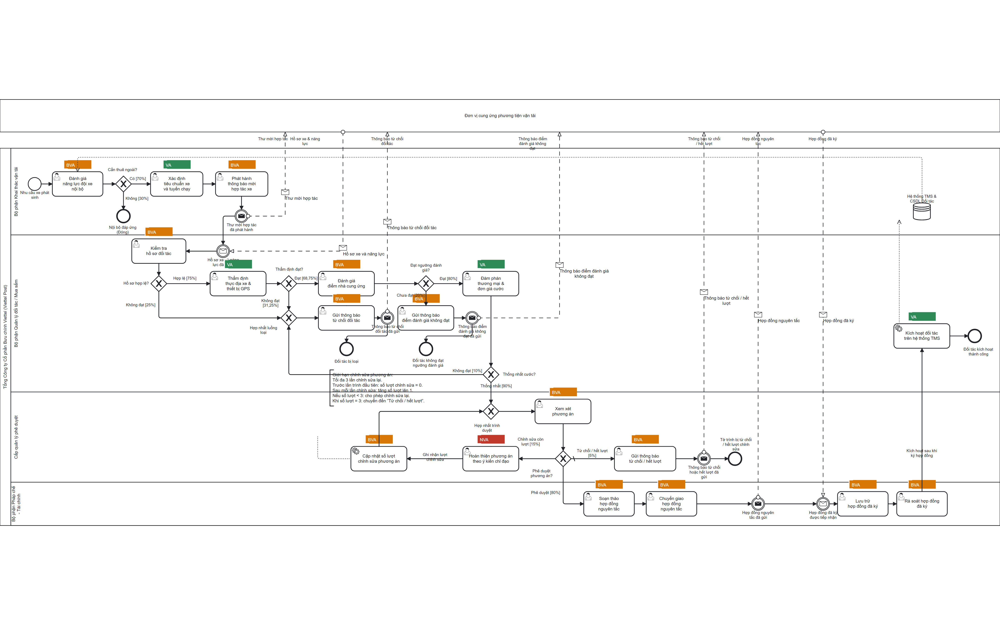 Đơn vị cung ứng phương tiện vận tải
Thư mời hợp tác
Hồ sơ xe & năng
lực
Thông báo từ chối
đối tác
Thông báo điểm
đánh giá không
đạt
Thông báo từ chối
/ hết lượt
Hợp đồng nguyên
tắc
Hợp đồng đã ký
Tổng Công ty Cổ phần Bưu chính Viettel (Viettel Post)
Bộ phận Khai thác vận tải
BVA
VA
BVA
Nhu cầu xe phát
sinh
Đánh giá
năng lực đội xe
nội bộ
Cần thuê ngoài?
Có [70%]
Không [30%]
Nội bộ đáp ứng
(Đóng)
Xác định
tiêu chuẩn xe
và tuyến chạy
Phát hành
thông báo mời
hợp tác xe
Thư mời hợp tác
Thư mời hợp tác
đã phát hành
Thông báo từ chối đối tác
Hệ thống TMS &
CSDL Đối tác
Bộ phận Quản lý đối tác / Mua sắm
BVA
Kiểm tra
hồ sơ đối tác
Hồ sơ xe và năng
lực đã
Hồ sơ xe và năng lực
VA
BVA
VA
Hồ sơ hợp lệ?
Hợp lệ [75%]
Không đạt [25%]
Thẩm định
thực địa xe &
thiết bị GPS
Thẩm định đạt?
Đạt [68,75%]
Không đạt
[31,25%]
Đánh giá
điểm nhà cung ứng
Đạt ngưỡng đánh
giá?
Đạt [80%]
Chưa đạt [20%]
Đàm phán
thương mại &
đơn giá cước
Thông báo điểm đánh giá
không đạt
Thông báo từ chối / hết
lượt
BVA
BVA
Hợp nhất luồng
loại
Gửi thông báo
từ chối đối tác
Thông báo từ chối
đối tác đã gửi
Gửi thông báo
điểm đánh giá không đạt
Thông báo điểm
đánh giá không
đạt đã gửi
Đối tác bị loại
Đối tác không đạt
ngưỡng đánh giá
Hợp đồng nguyên tắc
Hợp đồng đã ký
VA
Kích hoạt đối tác
trên hệ thống TMS
Đối tác kích hoạt
thành công
Không đạt [10%]
Thống nhất cước?
Thống nhất [90%]
Giới hạn chỉnh sửa phương án:
Tối đa 3 lần chỉnh sửa lại.
Trước lần trình đầu tiên: số lượt chỉnh sửa = 0.
Sau mỗi lần chỉnh sửa: tăng số lượt lên 1.
Nếu số lượt < 3: cho phép chỉnh sửa lại.
Khi số lượt = 3: chuyển đến “Từ chối / hết lượt”.
Cấp quản lý phê duyệt
BVA
Xem xét
phương án
Hợp nhất trình
duyệt
BVA
NVA
BVA
Cập nhật số lượt
chỉnh sửa phương án
Ghi nhận lượt
chỉnh sửa
Hoàn thiện phương án
theo ý kiến chỉ đạo
Chỉnh sửa còn
lượt [15%]
Phê duyệt
phương án?
Từ chối / hết lượt
[5%]
Gửi thông báo
từ chối / hết lượt
Thông báo từ chối
hoặc hết lượt đã
gửi
Tờ trình bị từ chối
/ hết lượt chỉnh
sửa
Kích hoạt sau khi
ký hợp đồng
Bộ phận Pháp chế
- Tài chính
Phê duyệt [80%]
BVA
BVA
BVA
BVA
Soạn thảo
hợp đồng
nguyên tắc
Chuyển giao
hợp đồng
nguyên tắc
Hợp đồng nguyên
tắc đã gửi
Hợp đồng đã ký
được tiếp nhận
Lưu trữ
hợp đồng đã ký
Rà soát hợp đồng
đã ký